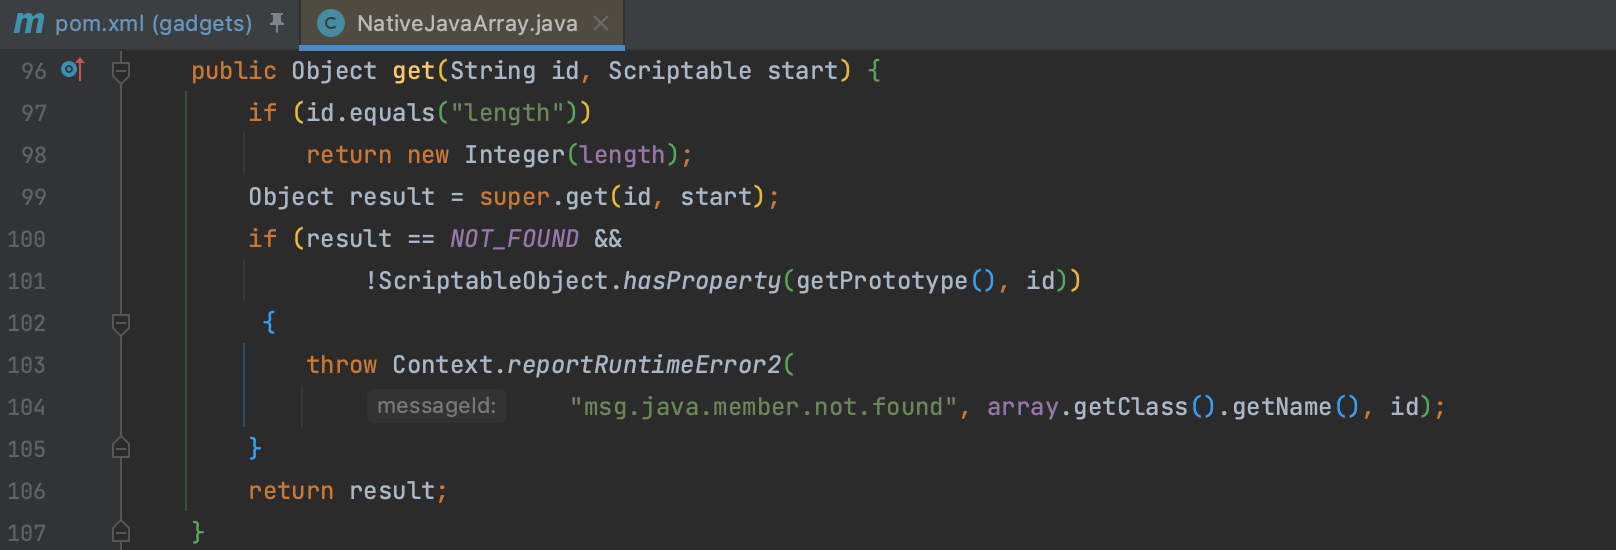 m pom.xml (gadgets) C NativeJavaArray.java
96 public Object get(String id, Scriptable start) {
97 if (id.equals("length"))
98 return new Integer(length);
99 Object result = super.get(id, start);
100 if (result == NOT_FOUND &&
101 !ScriptableObject.hasProperty(getPrototype(), id))
102 {
103 throw Context.reportRuntimeError2(
104 messageId: "msg.java.member.not.found", array.getClass().getName(), id);
105 }
106 return result;
107 }